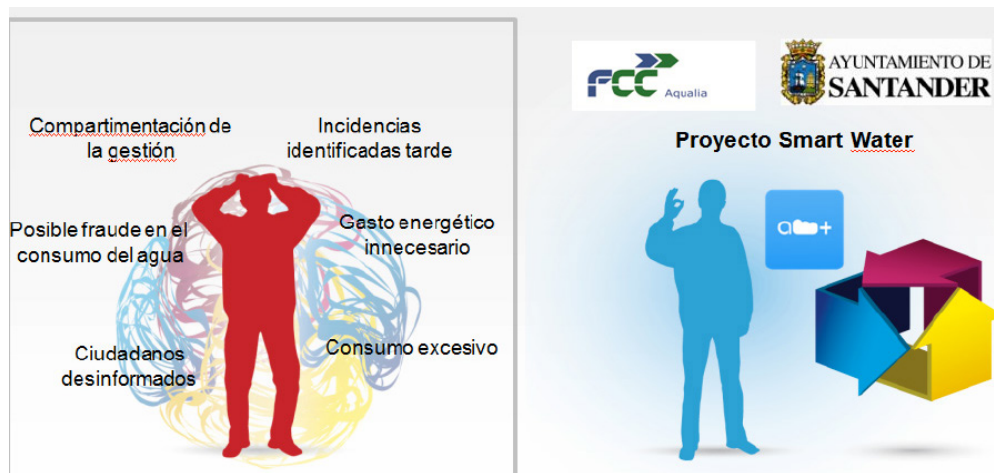 Compartimentación de
la gestión
Incidencias
identificadas tarde
Posible fraude en el
consumo del agua
Gasto energético
innecesario
Ciudadanos
desinformados
Consumo excesivo
FCC
Aqualia
AYUNTAMIENTO DE
SANTANDER
Proyecto Smart Water